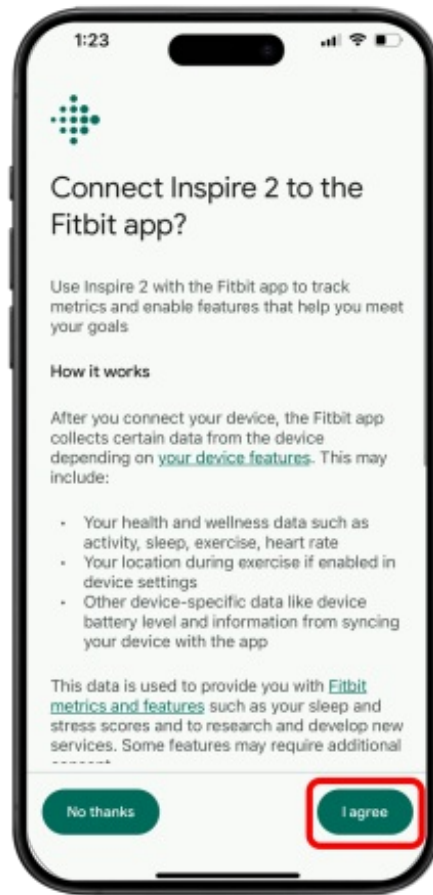 1:23
Connect Inspire 2 to the
Fitbit app?
Use Inspire 2 with the Fitbit app to track
metrics and enable features that help you meet
your goals
How it works
After you connect your device, the Fitbit app
collects certain data from the device
depending on your device features. This may
include:
• Your health and wellness data such as
activity, sleep, exercise, heart rate
• Your location during exercise if enabled in
device settings
• Other device-specific data like device
battery level and information from syncing
your device with the app
This data is used to provide you with Fitbit
metrics and features such as your sleep and
stress scores and to research and develop new
services. Some features may require additional
No thanks
I agree